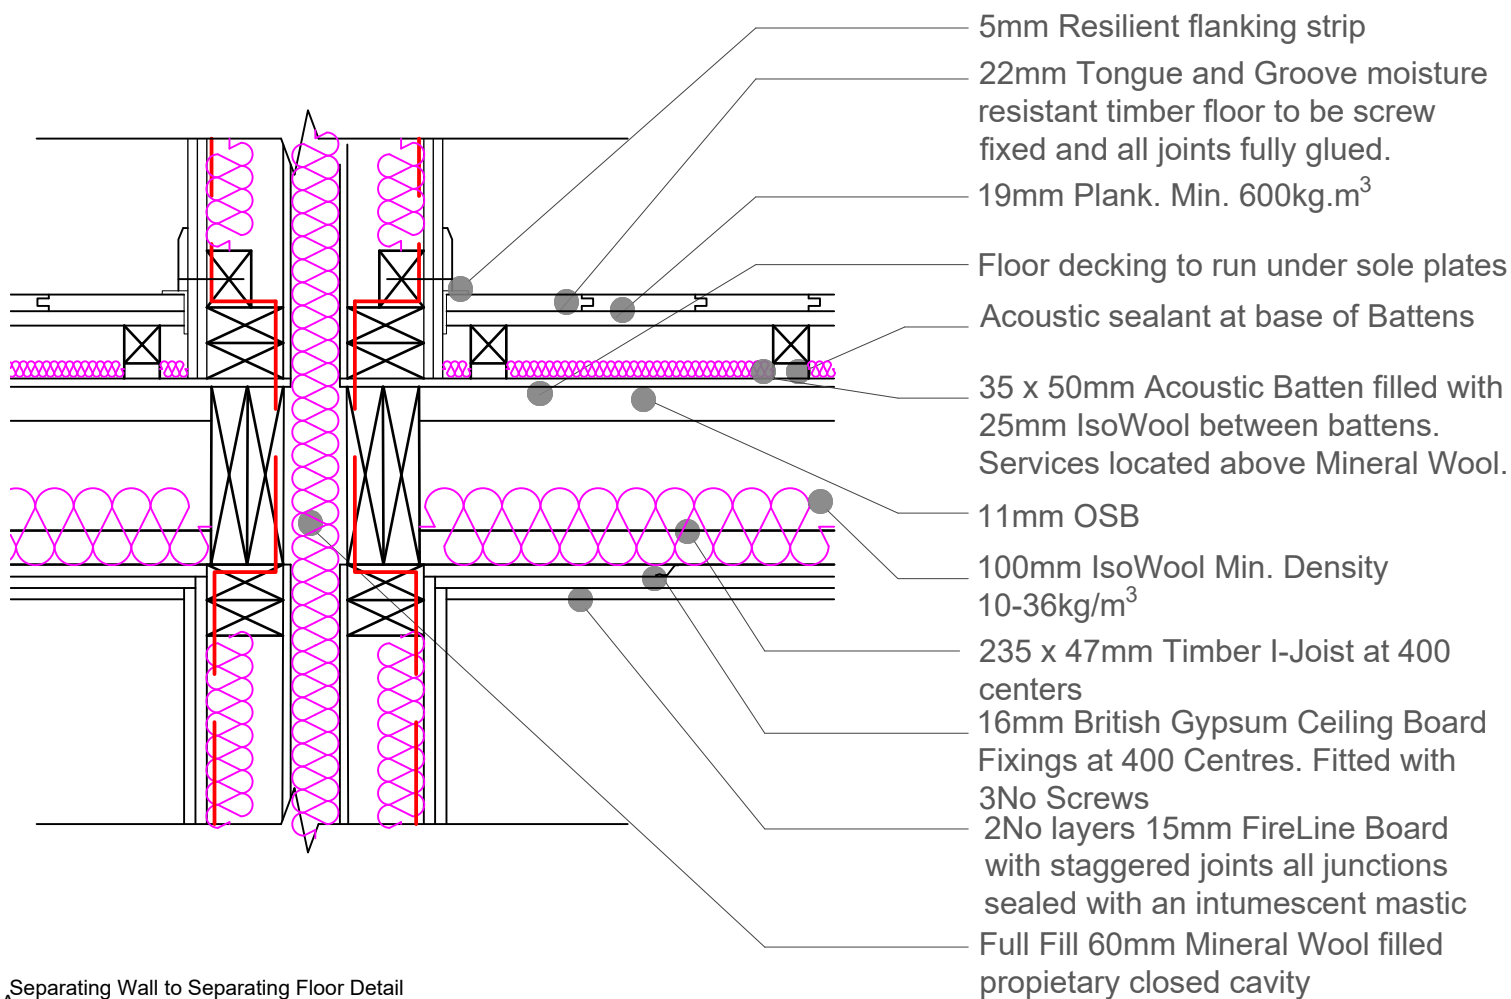 5mm Resilient flanking strip
22mm Tongue and Groove moisture
resistant timber floor to be screw
fixed and all joints fully glued.
19mm Plank. Min. 600kg.m³
Floor decking to run under sole plates
Acoustic sealant at base of Battens
35 x 50mm Acoustic Batten filled with
25mm IsoWool between battens.
Services located above Mineral Wool.
11mm OSB
100mm IsoWool Min. Density
10-36kg/m³
235 x 47mm Timber I-Joist at 400
centers
16mm British Gypsum Ceiling Board
Fixings at 400 Centres. Fitted with
3No Screws
2No layers 15mm FireLine Board
with staggered joints all junctions
sealed with an intumescent mastic
Full Fill 60mm Mineral Wool filled
propietary closed cavity
Separating Wall to Separating Floor Detail